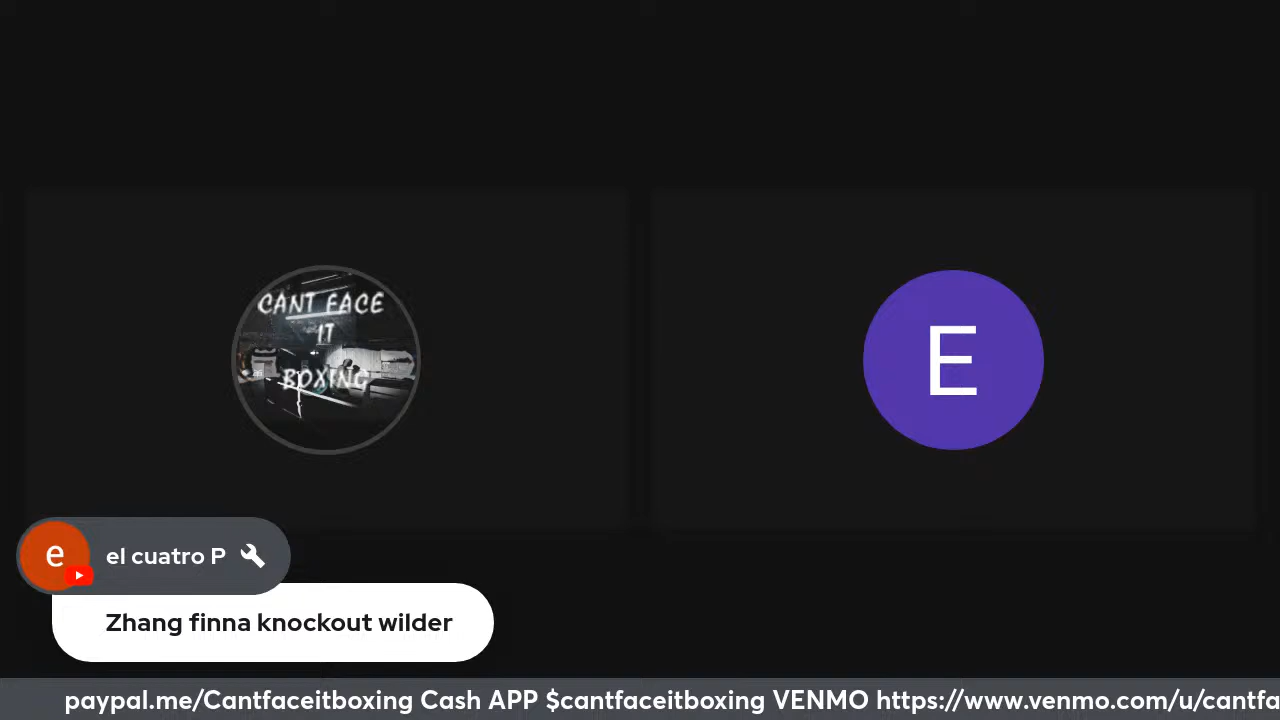 CANT FACE
IT
BOXING
E
e
el cuatro P
Zhang finna knockout wilder
paypal.me/Cantfaceitboxing Cash APP $cantfaceitboxing VENMO https://www.venmo.com/u/cantfa